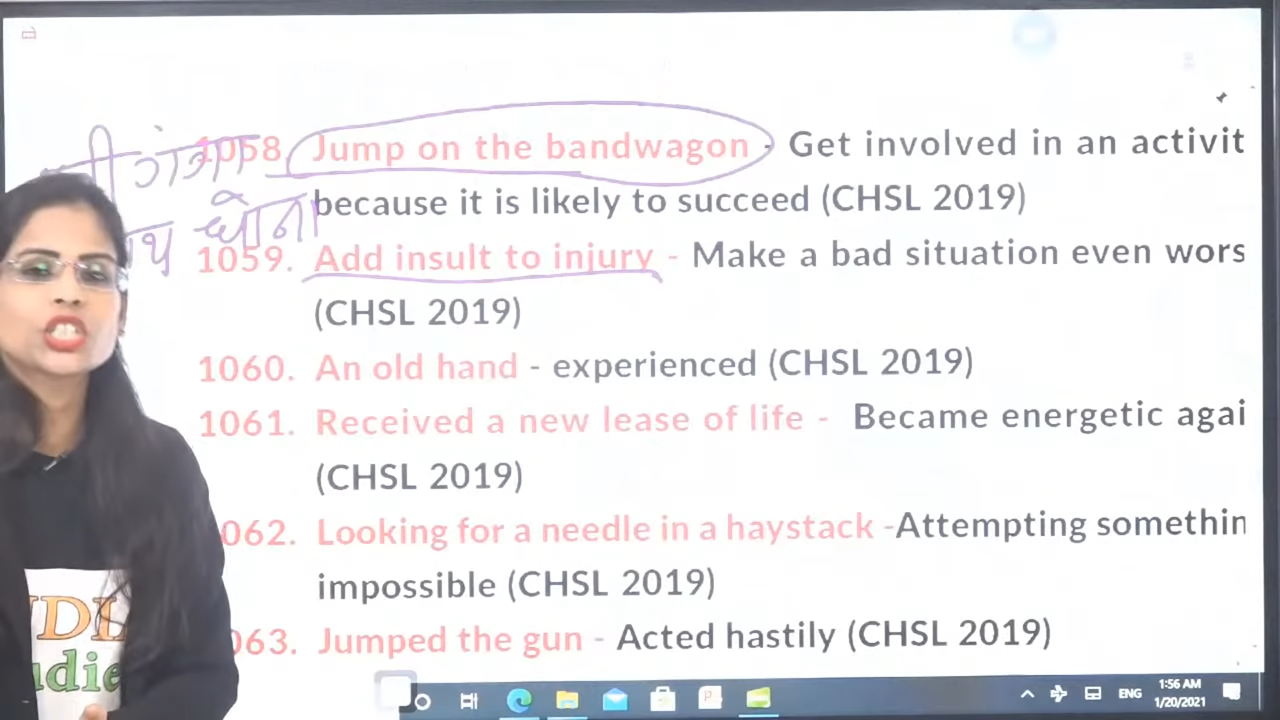 1058. Jump on the bandwagon - Get involved in an activit
because it is likely to succeed (CHSL 2019)
गंगा
धोना
1059. Add insult to injury - Make a bad situation even wors
(CHSL 2019)
1060. An old hand - experienced (CHSL 2019)
1061. Received a new lease of life - Became energetic agai
(CHSL 2019)
062. Looking for a needle in a haystack -Attempting somethin
impossible (CHSL 2019)
063. Jumped the gun - Acted hastily (CHSL 2019)
NDL
udie
ENG
1:56 AM
1/20/2021